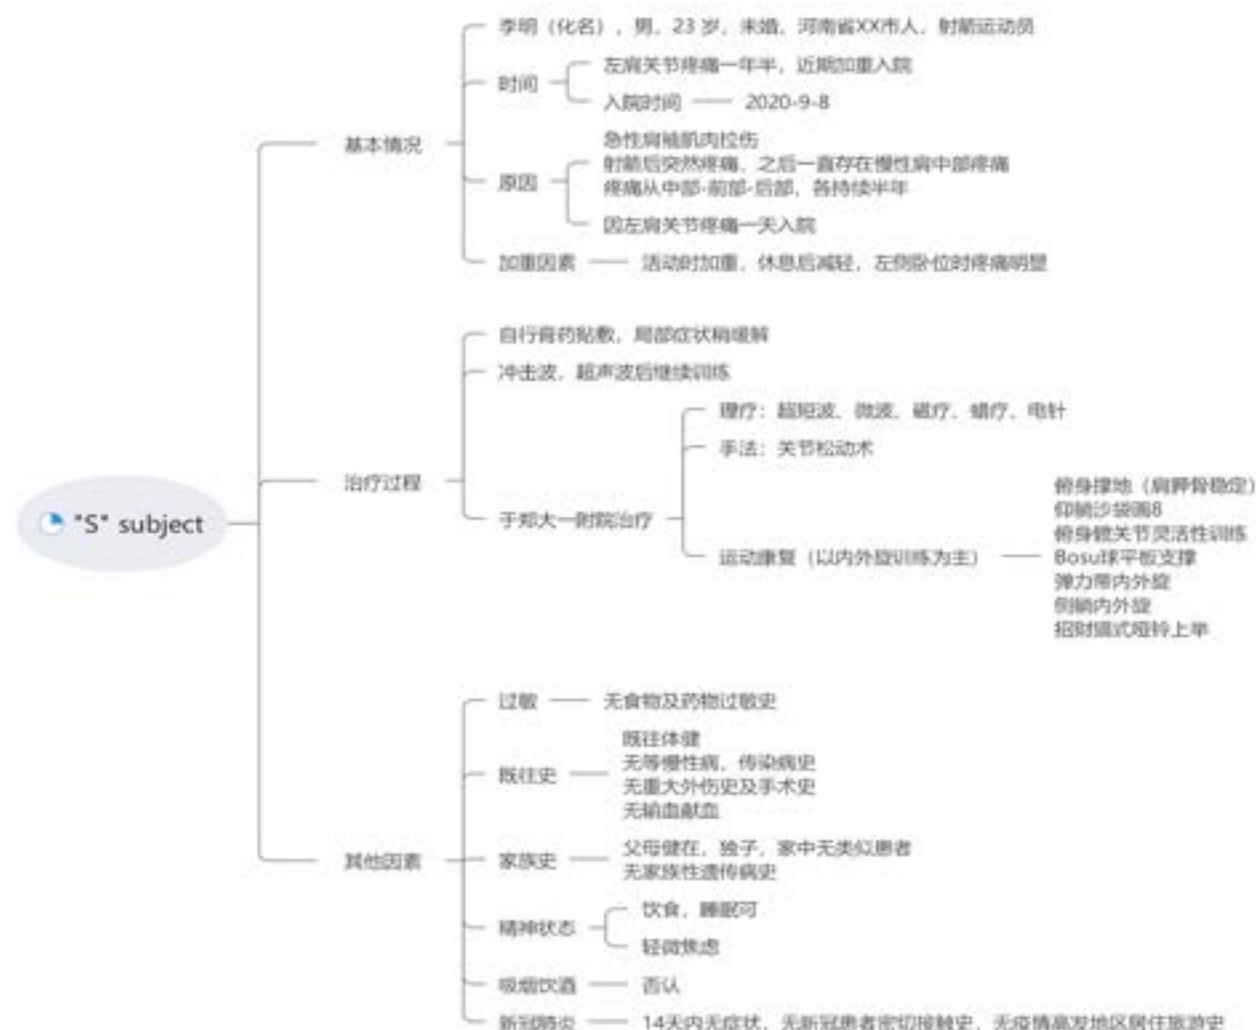 "S" subject
基本情况
李明（化名），男，23 岁，未婚，河南省XX市人，射箭运动员
时间
左肩关节疼痛一年半，近期加重入院
入院时间
2020-9-8
原因
急性肩袖肌肉拉伤
射箭后突然疼痛，之后一直存在慢性肩中部疼痛
疼痛从中部-前部-后部，各持续半年
因左肩关节疼痛一天入院
加重因素
活动时加重，休息后减轻，左侧卧位时疼痛明显
治疗过程
自行膏药贴敷，局部症状稍缓解
冲击波、超声波后继续训练
于郑大一附院治疗
理疗：超短波、微波、磁疗、蜡疗、电针
手法：关节松动术
运动康复（以内外旋训练为主）
俯身撑地（肩胛骨稳定）
仰躺沙袋画8
俯身髋关节灵活性训练
Bosu球平板支撑
弹力带内外旋
侧躺内外旋
招财猫式哑铃上举
其他因素
过敏
无食物及药物过敏史
既往史
既往体健
无等慢性病、传染病史
无重大外伤史及手术史
无输血献血
家族史
父母健在，独子，家中无类似患者
无家族性遗传病史
精神状态
饮食，睡眠可
轻微焦虑
吸烟饮酒
否认
新冠肺炎
14天内无症状，无新冠患者密切接触史，无疫情高发地区居住旅游史